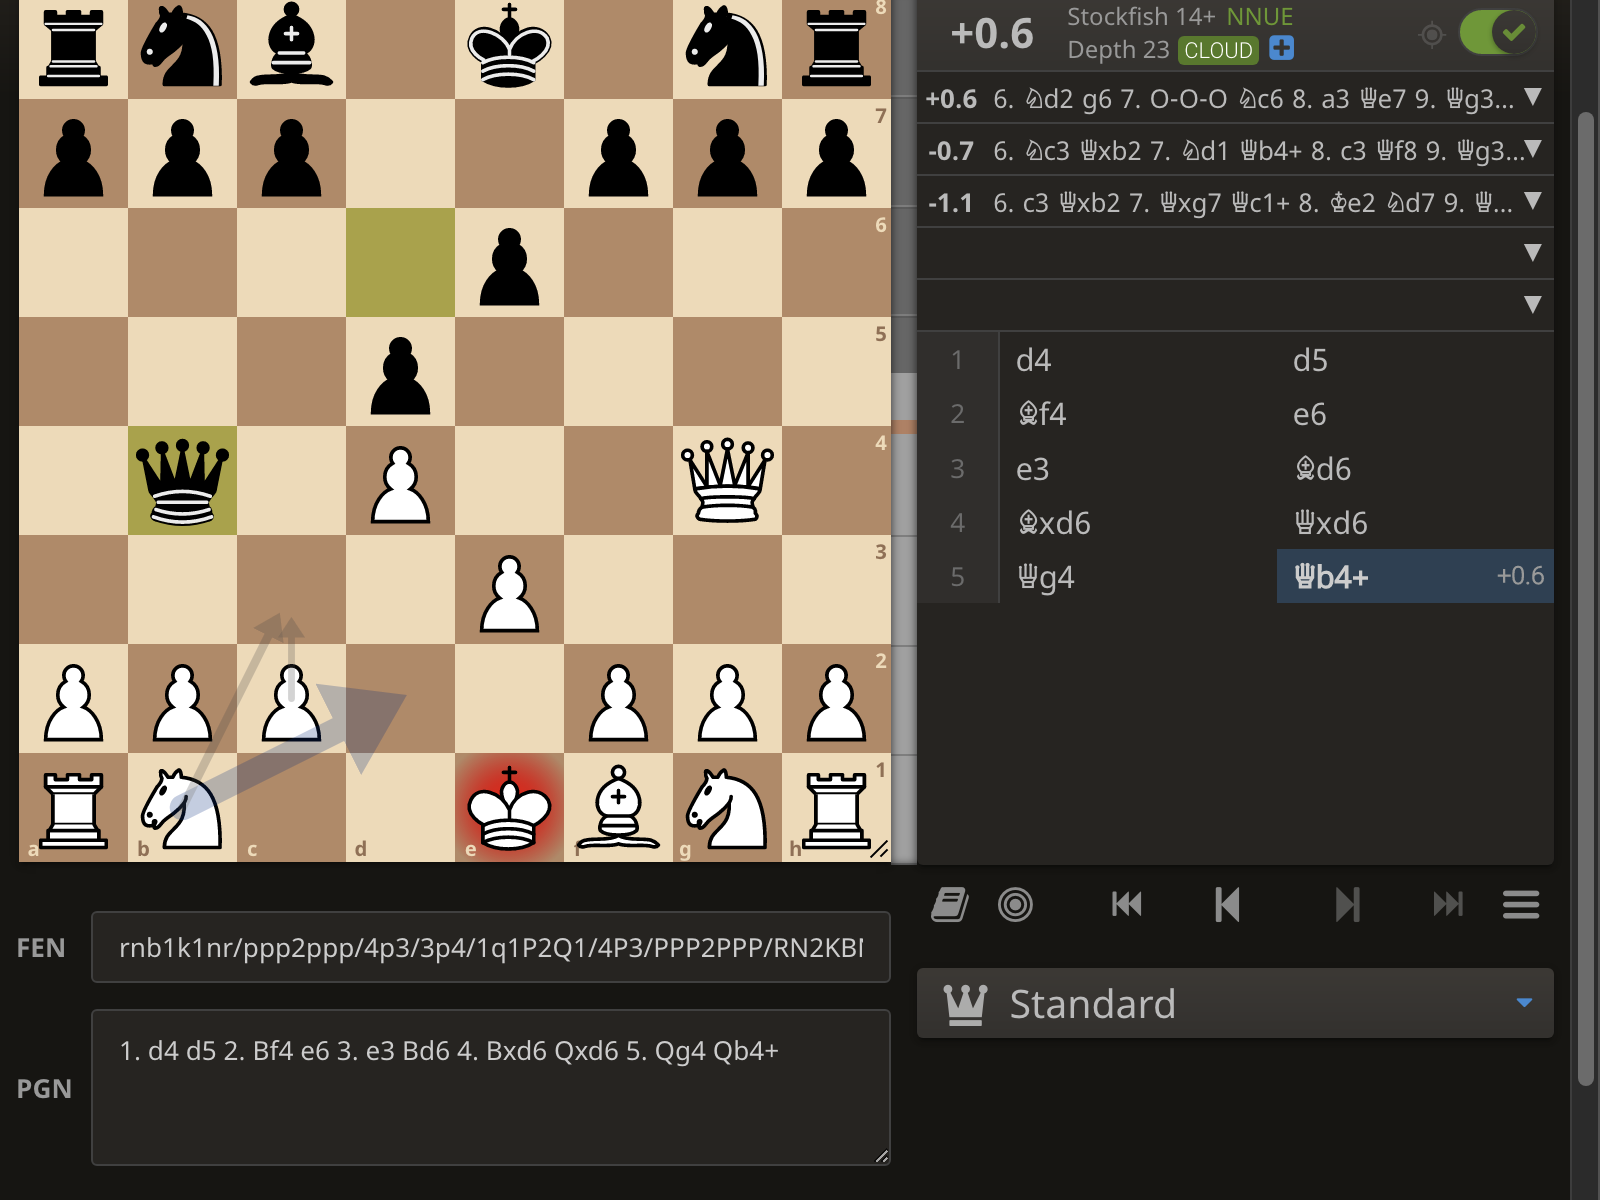 8
7
6
5
4
3
2
1
a b c d e f g h
+0.6
Stockfish 14+ NNUE
Depth 23 CLOUD
+0.6 6. ♘d2 g6 7. O-O-O ♘c6 8. a3 ♕e7 9. ♕g3...
-0.7 6. ♘c3 ♕xb2 7. ♘d1 ♕b4+ 8. c3 ♕f8 9. ♕g3...
-1.1 6. c3 ♕xb2 7. ♕xg7 ♕c1+ 8. ♔e2 ♘d7 9. ♕...
1 d4 d5
2 ♗f4 e6
3 e3 ♗d6
4 ♗xd6 ♕xd6
5 ♕g4 ♕b4+ +0.6
FEN rnb1k1nr/ppp2ppp/4p3/3p4/1q1P2Q1/4P3/PPP2PPP/RN2KB
PGN 1. d4 d5 2. Bf4 e6 3. e3 Bd6 4. Bxd6 Qxd6 5. Qg4 Qb4+
Standard